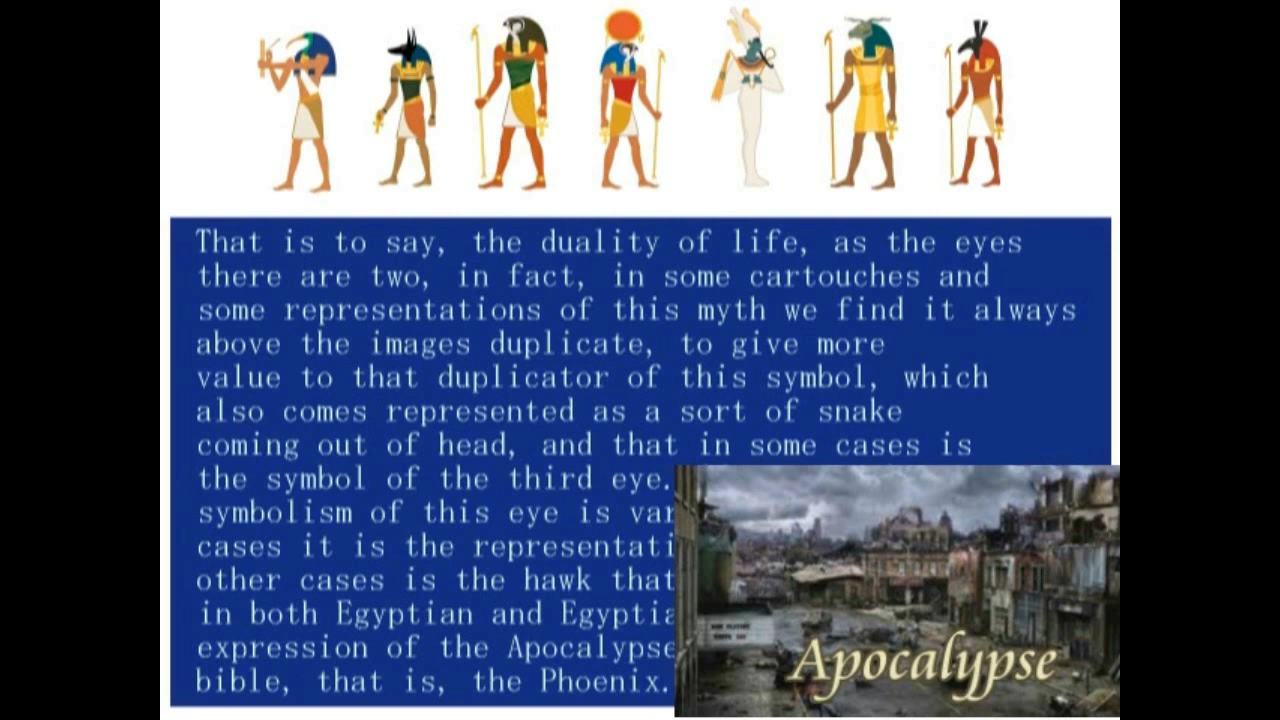 That is to say, the duality of life, as the eyes
there are two, in fact, in some cartouches and
some representations of this myth we find it always
above the images duplicate, to give more
value to that duplicator of this symbol, which
also comes represented as a sort of snake
coming out of head, and that in some cases is
the symbol of the third eye.
symbolism of this eye is
cases it is the
other cases is the hawk that
in both Egyptian and
expression of the Apocalypse
bible, that is, the Phoenix.
Apocalypse